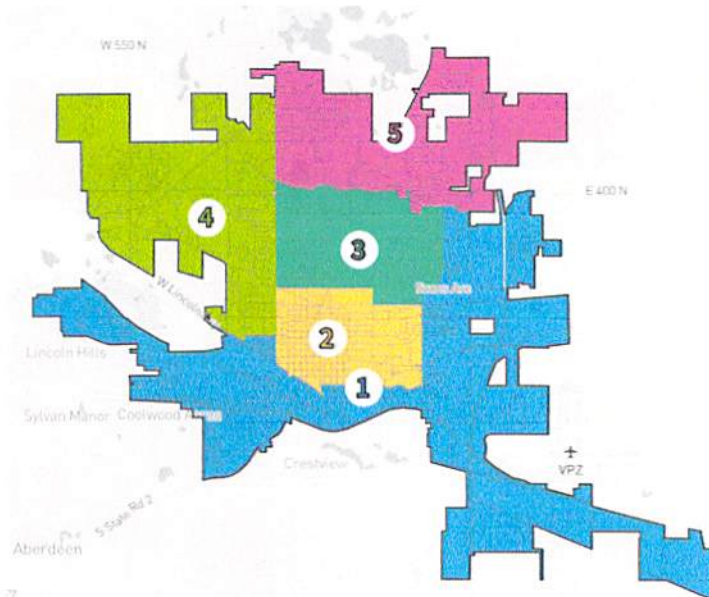 W 550 N
5
E 400 N
4
3
W Lincoln
2
Lincoln Hills
1
Sylvan Manor
Coolwood Acres
Crestview
VPZ
S State Rd 2
Aberdeen